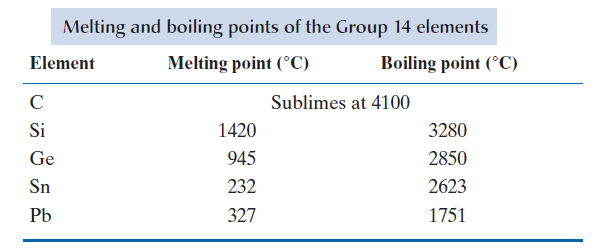 Melting and boiling points of the Group 14 elements
Element Melting point (°C) Boiling point (°C)
C Sublimes at 4100
Si 1420 3280
Ge 945 2850
Sn 232 2623
Pb 327 1751